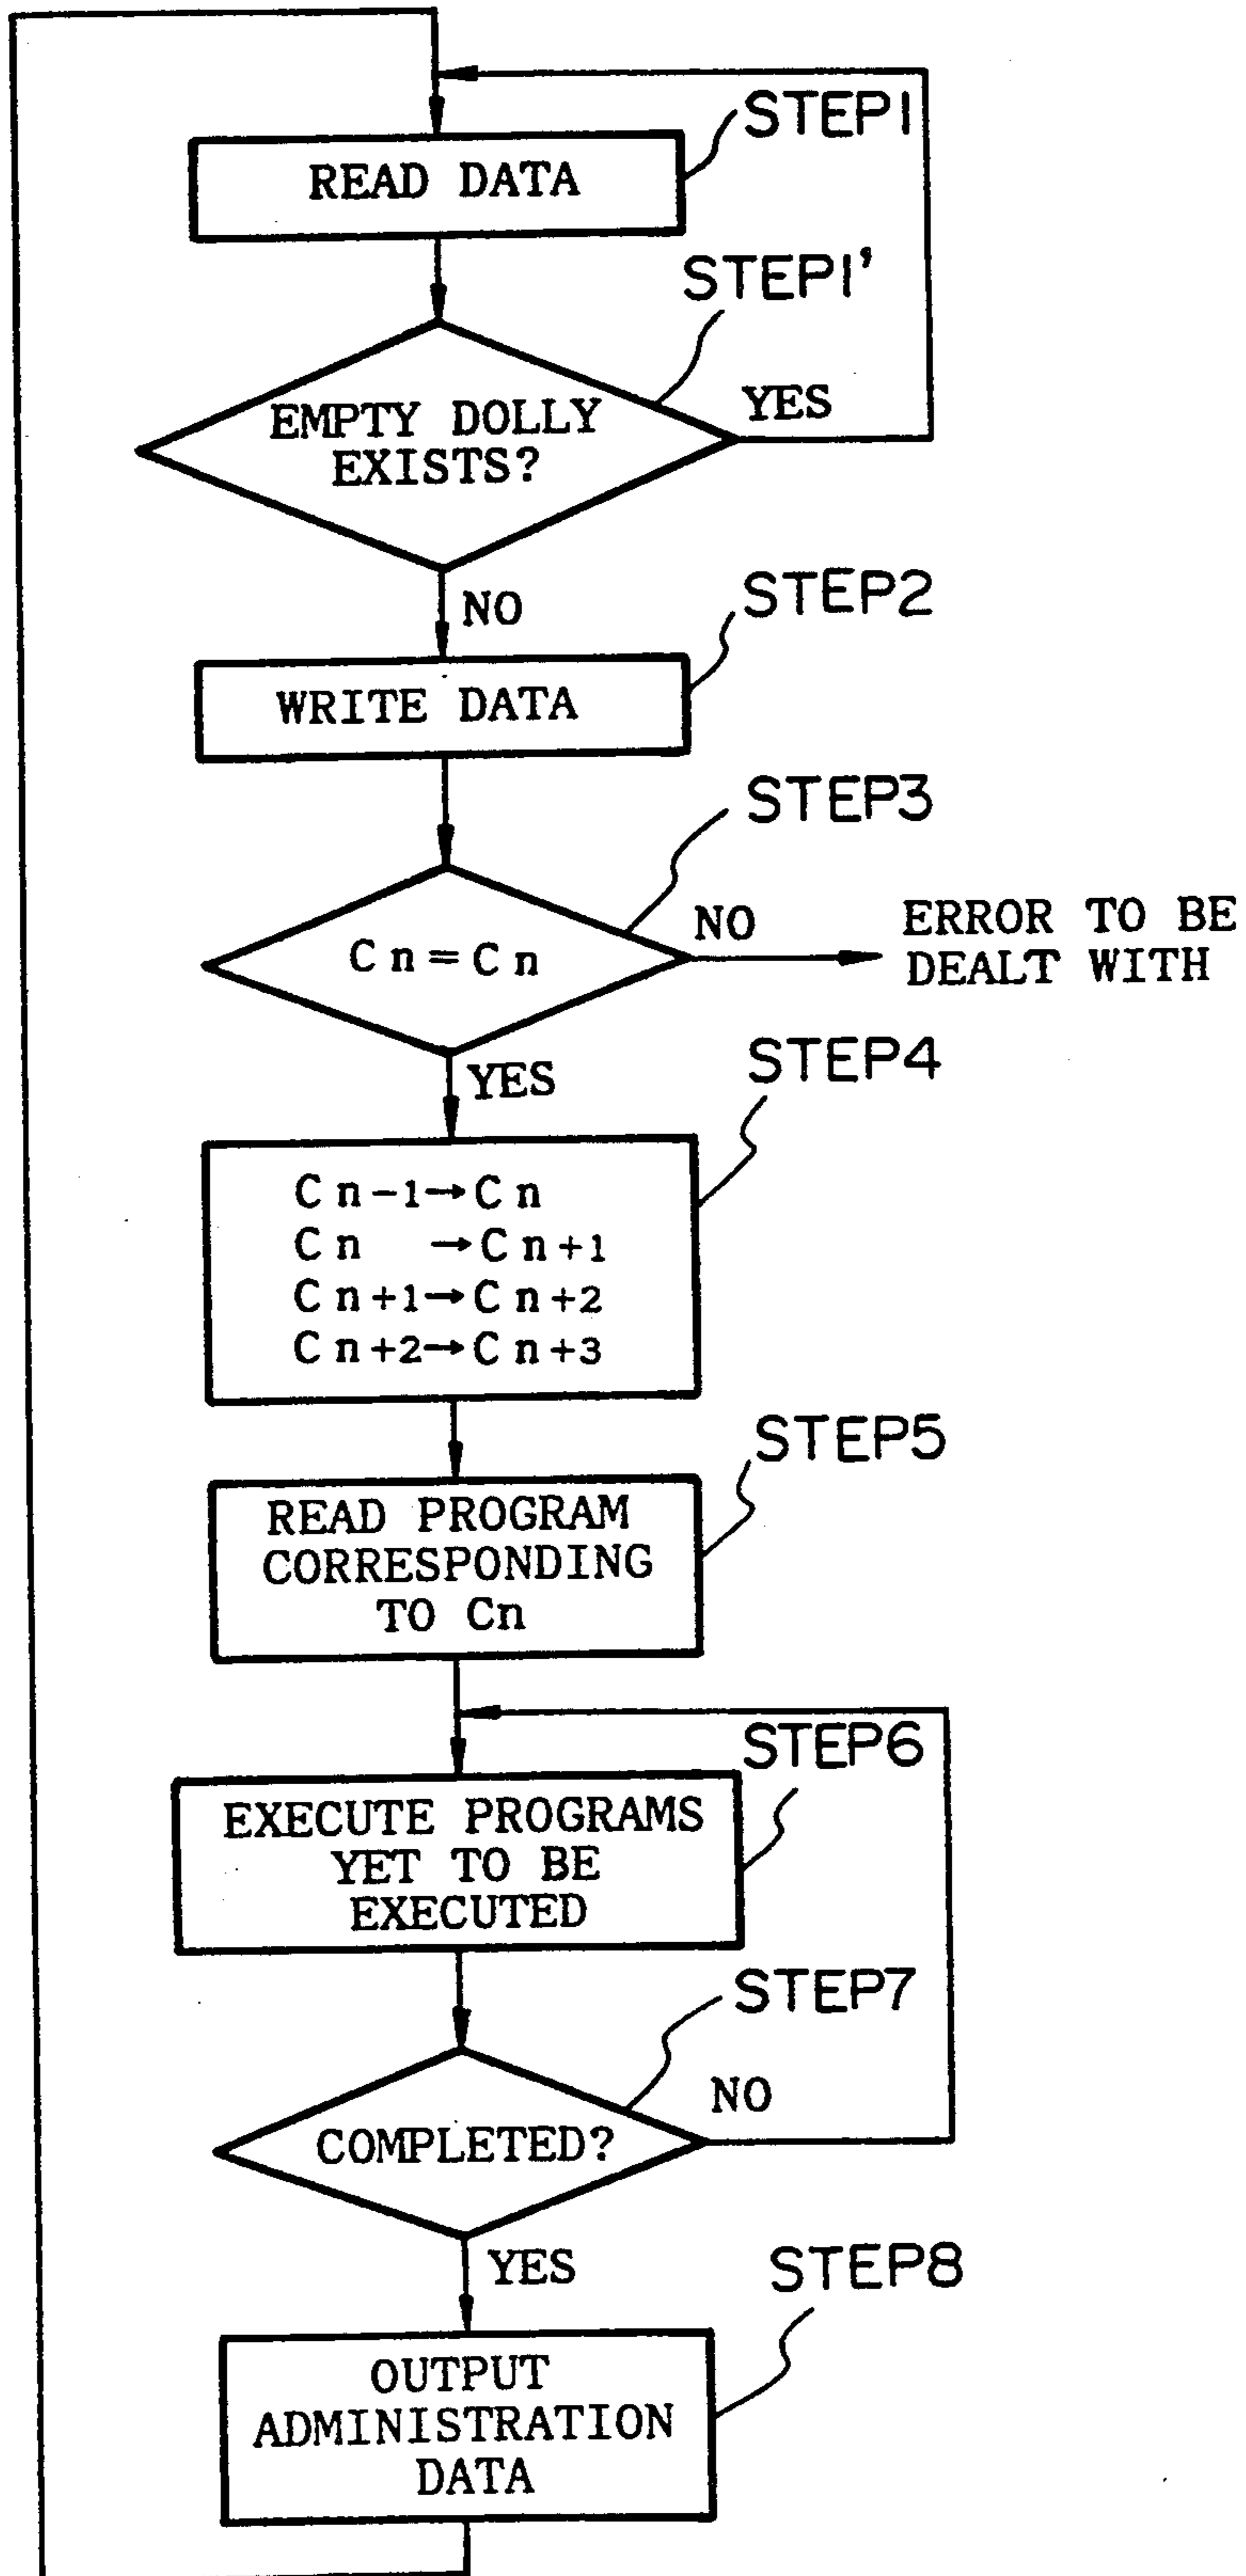 STEP1
READ DATA
STEP1'
EMPTY DOLLY
EXISTS?
YES
NO
STEP2
WRITE DATA
STEP3
Cn=Cn
NO
ERROR TO BE
DEALT WITH
YES
STEP4
Cn-1→Cn
Cn →Cn+1
Cn+1→Cn+2
Cn+2→Cn+3
STEP5
READ PROGRAM
CORRESPONDING
TO Cn
STEP6
EXECUTE PROGRAMS
YET TO BE
EXECUTED
STEP7
COMPLETED?
NO
YES
STEP8
OUTPUT
ADMINISTRATION
DATA